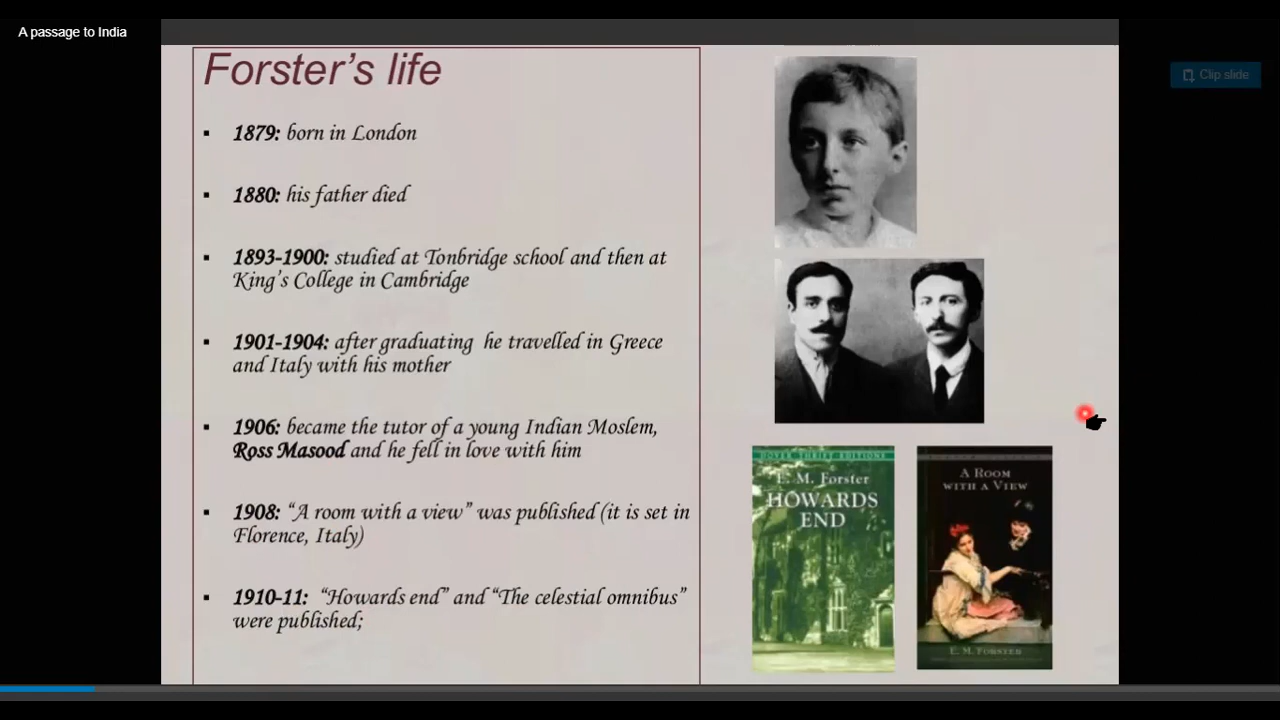 A passage to India
Clip slide
Forster's life
▪ 1879: born in London
▪ 1880: his father died
▪ 1893-1900: studied at Tonbridge school and then at
King's College in Cambridge
▪ 1901-1904: after graduating he travelled in Greece
and Italy with his mother
▪ 1906: became the tutor of a young Indian Moslem,
Ross Masood and he fell in love with him
▪ 1908: “A room with a view” was published (it is set in
Florence, Italy)
▪ 1910-11: “Howards end” and “The celestial omnibus”
were published;
DOVER THRIFT EDITIONS
E. M. Forster
HOWARDS
END
A ROOM
WITH A VIEW
E. M. FORSTER